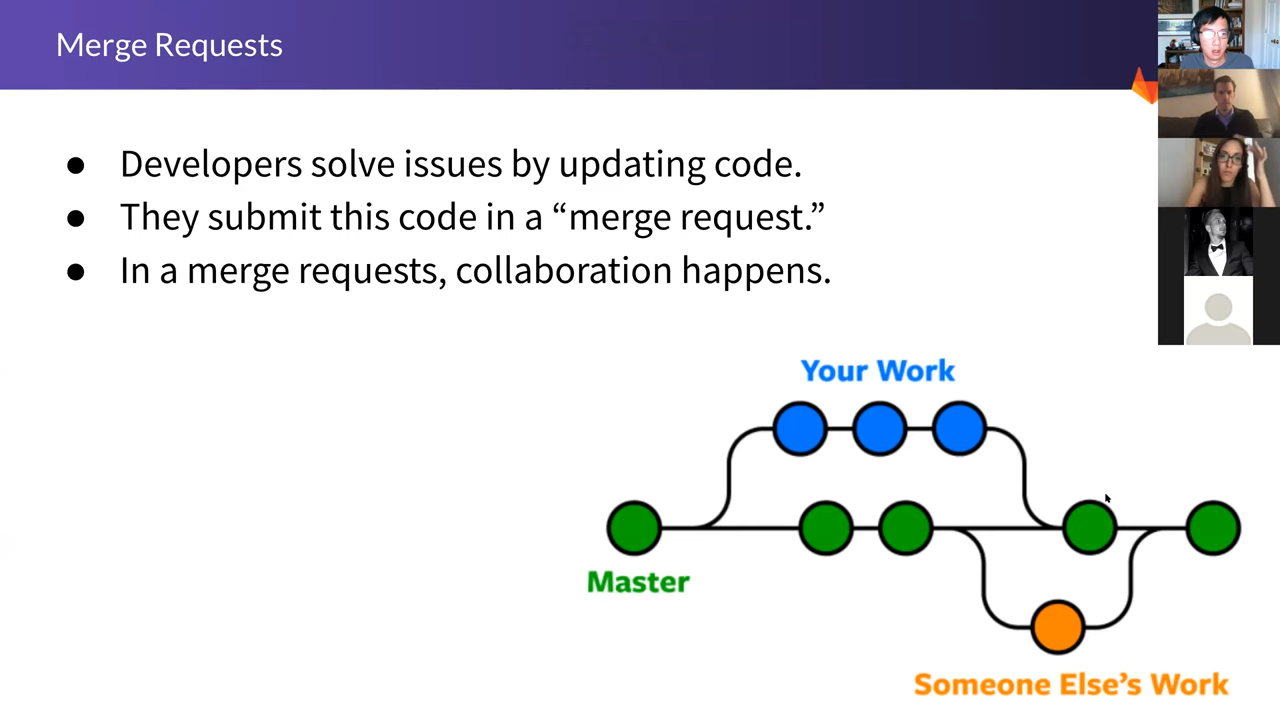 Merge Requests
● Developers solve issues by updating code.
● They submit this code in a “merge request.”
● In a merge requests, collaboration happens.
Your Work
Master
Someone Else’s Work